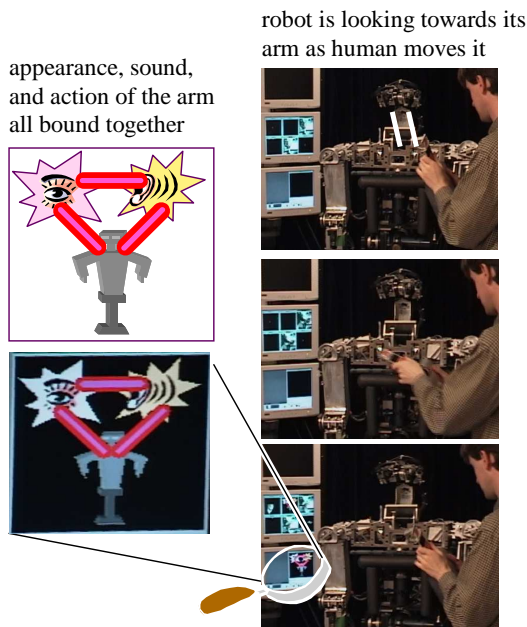 robot is looking towards its
arm as human moves it
appearance, sound,
and action of the arm
all bound together